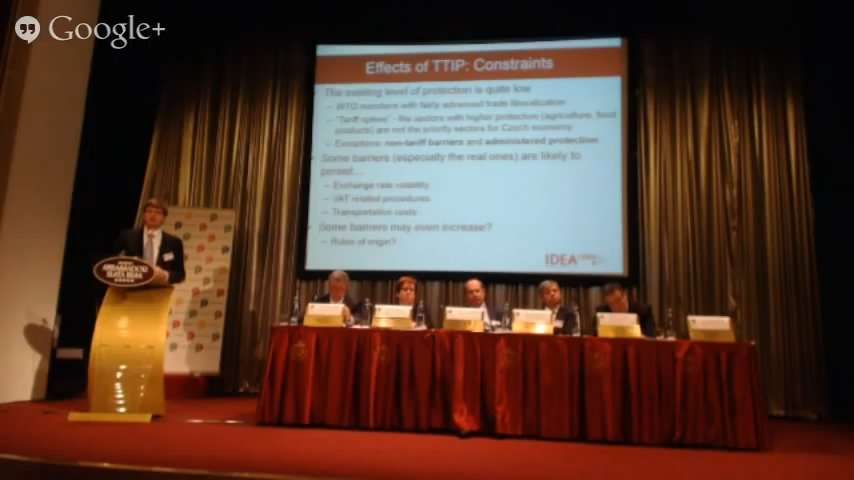 Google+
Effects of TTIP: Constraints
The existing level of protection is quite low
– WTO members with fairly advanced trade liberalization
– "Tariff spikes" - the sectors with higher protection (agriculture, food
products) are not the priority sectors for Czech economy
– Exceptions: non-tariff barriers and administered protection
Some barriers (especially the real ones) are likely to
persist...
– Exchange rate volatility
– VAT related procedures
– Transportation costs
Some barriers may even increase?
– Rules of origin?
IDEA
AMBASSADOR
ZLATA HUSA